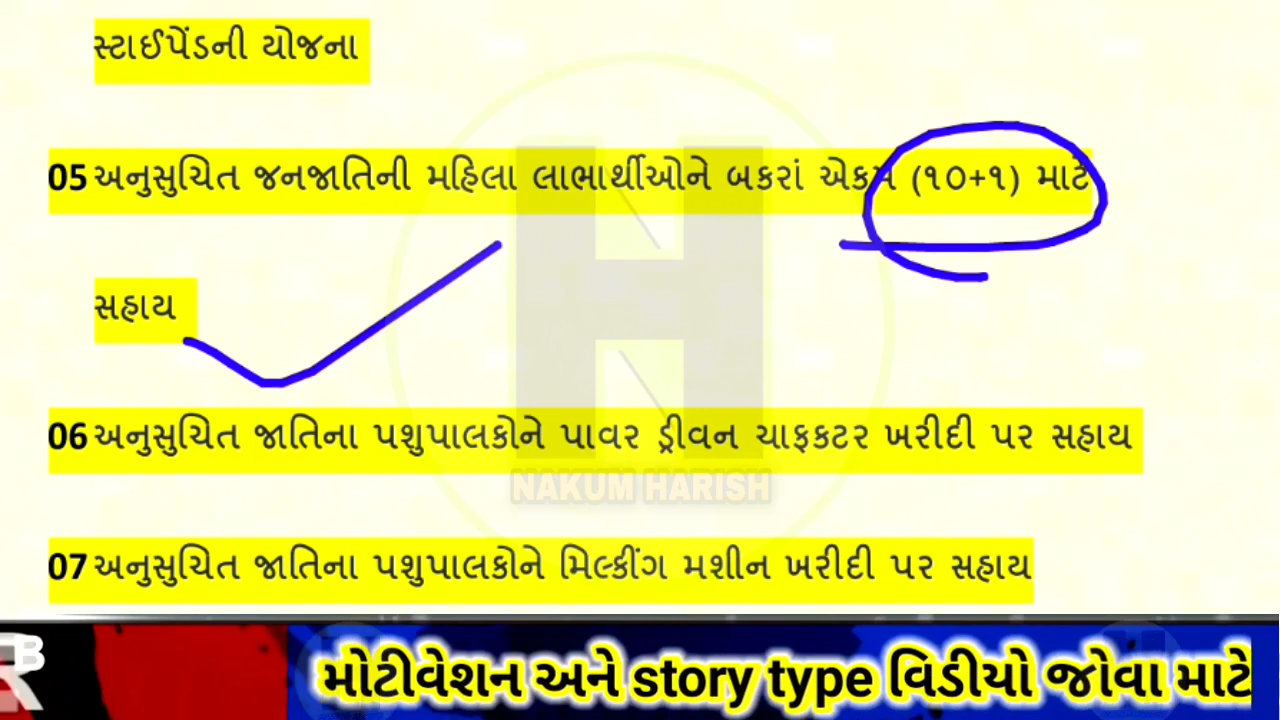 સ્ટાઈપેંડની યોજના
05 અનુસુચિત જનજાતિની મહિલા લાભાર્થીઓને બકરાં એકમ (૧૦+૧) માટે
સહાય
06 અનુસુચિત જાતિના પશુપાલકોને પાવર ડ્રીવન ચાફકટર ખરીદી પર સહાય
NAKUM HARISH
07 અનુસુચિત જાતિના પશુપાલકોને મિલ્કીંગ મશીન ખરીદી પર સહાય
મોટીવેશન અને story type વિડીયો જોવા માટે